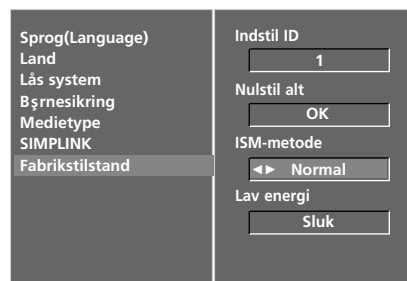 Sprog(Language)
Land
Lås system
Bşrnesikring
Medietype
SIMPLINK
Fabrikstilstand
Indstil ID
1
Nulstil alt
OK
ISM-metode
◄► Normal
Lav energi
Sluk